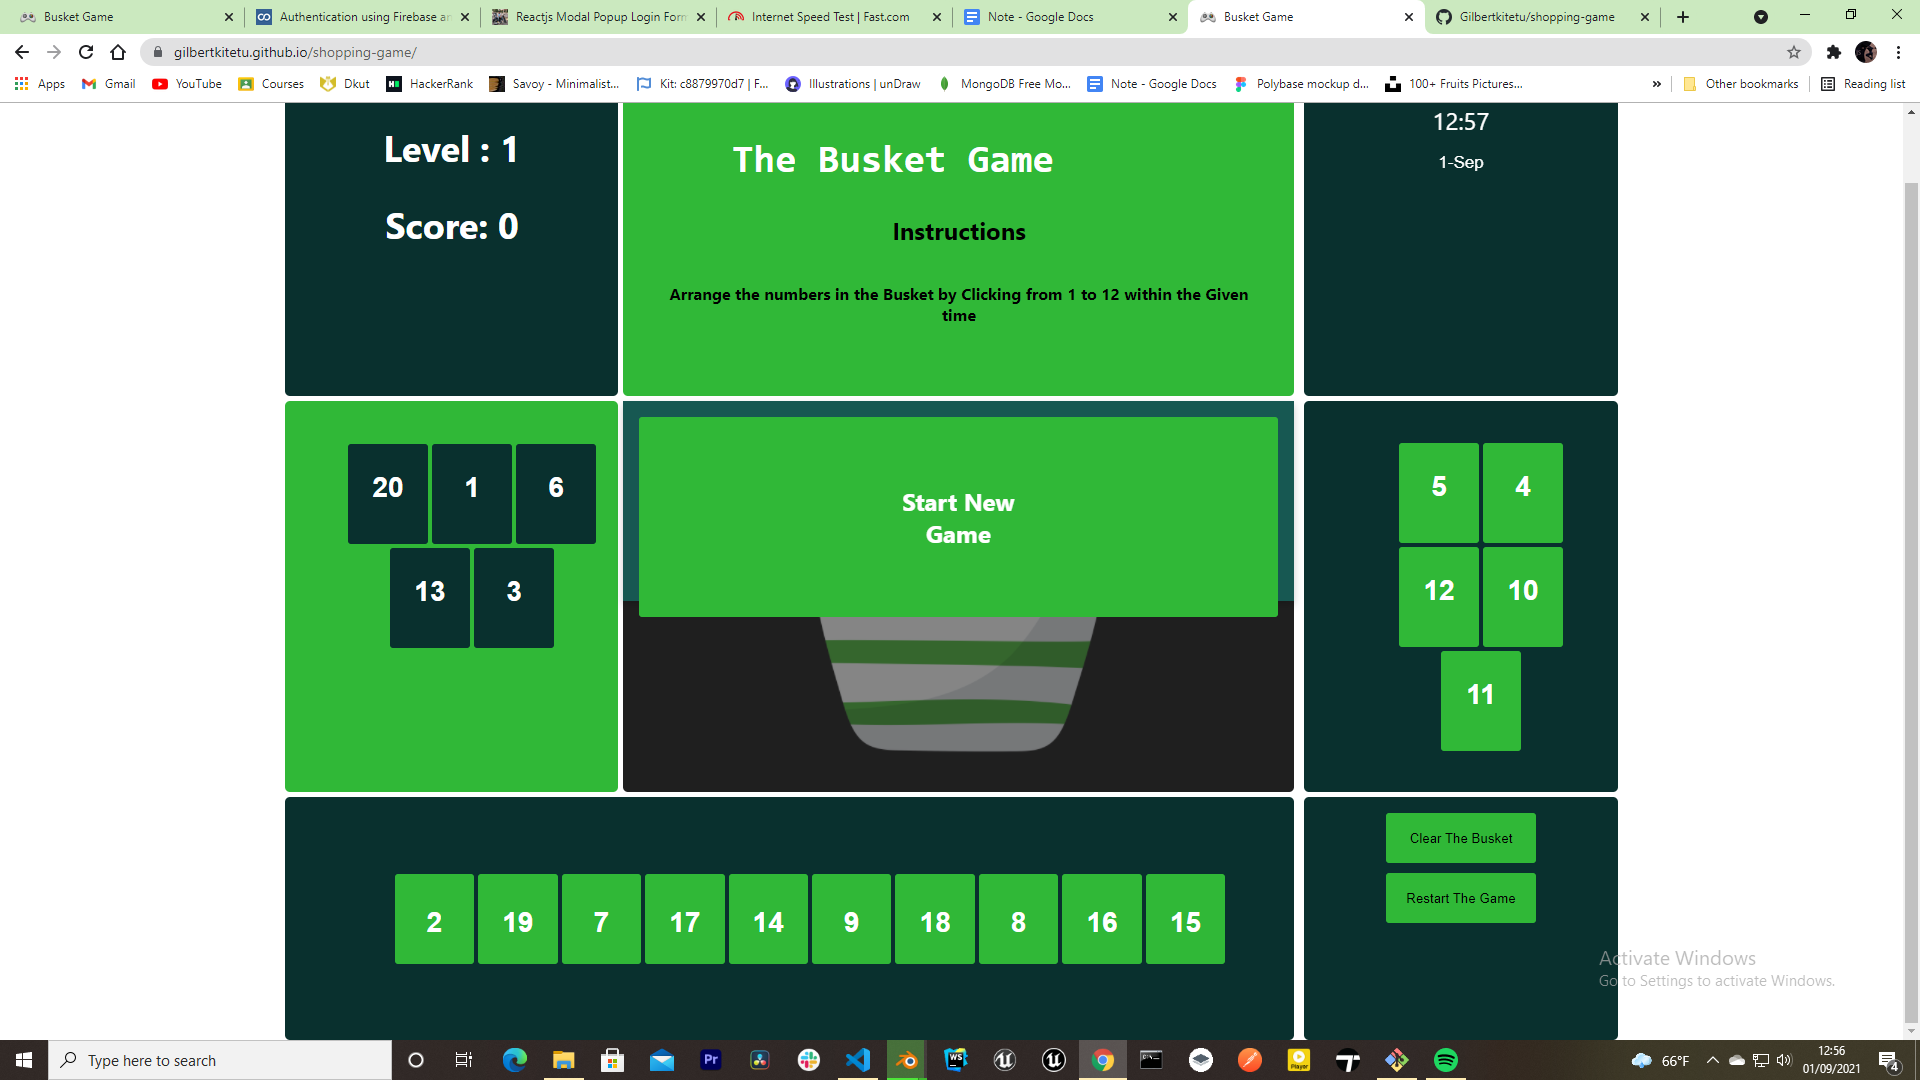 Busket Game
Authentication using Firebase an
Reactjs Modal Popup Login Form
Internet Speed Test | Fast.com
Note - Google Docs
Busket Game
Gilbertkitetu/shopping-game
gilbertkitetu.github.io/shopping-game/
Apps
Gmail
YouTube
Courses
Dkut
HackerRank
Savoy - Minimalist...
Kit: c8879970d7 | F...
Illustrations | unDraw
MongoDB Free Mo...
Note - Google Docs
Polybase mockup d...
100+ Fruits Pictures...
»
Other bookmarks
Reading list
Level : 1
Score: 0
The Busket Game
Instructions
Arrange the numbers in the Busket by Clicking from 1 to 12 within the Given
time
12:57
1-Sep
20 1 6
13 3
Start New
Game
5 4
12 10
11
2 19 7 17 14 9 18 8 16 15
Clear The Busket
Restart The Game
Activate Windows
Go to Settings to activate Windows.
Type here to search
Pr
WS
Player
66°F
12:56
01/09/2021
4